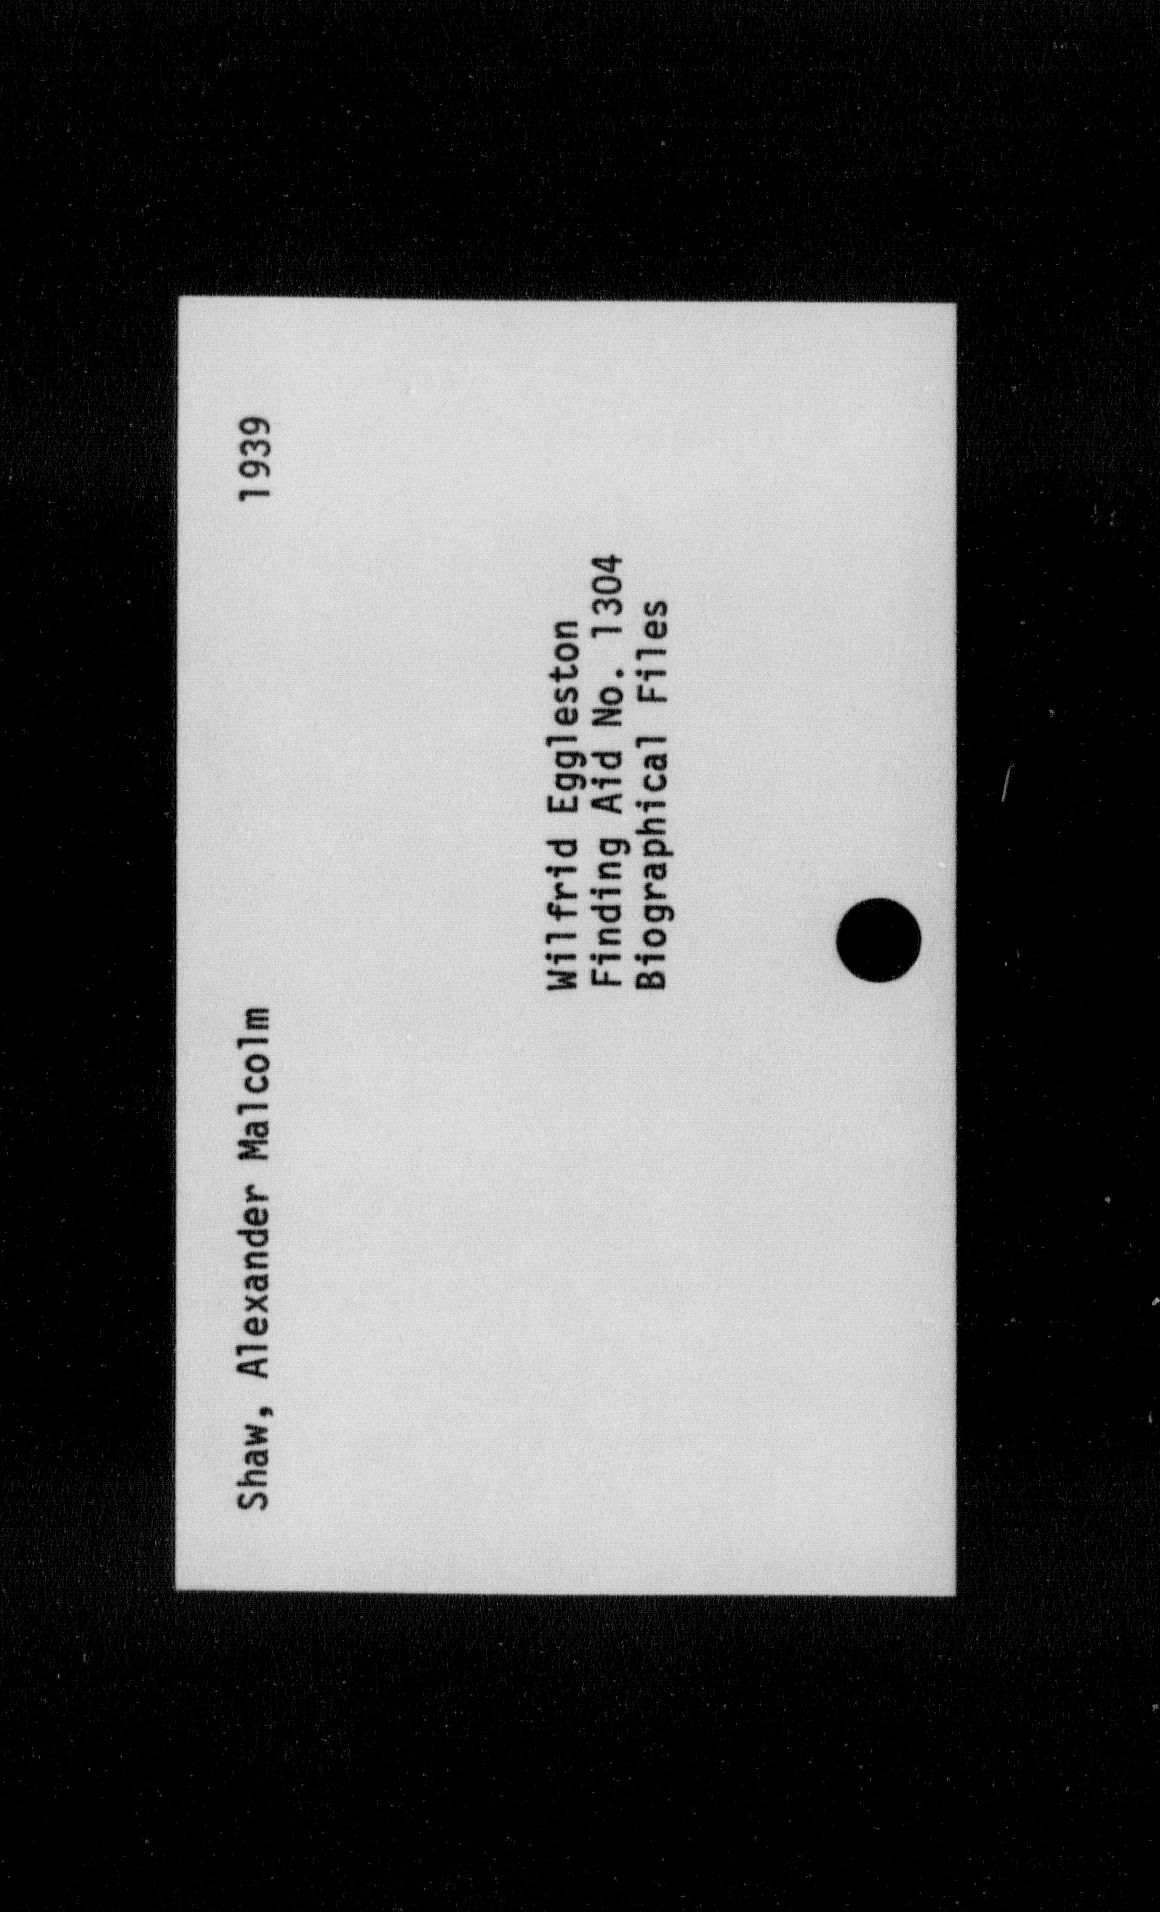 Shaw, Alexander Malcolm 1939
Wilfrid Eggleston
Finding Aid No. 1304
Biographical Files